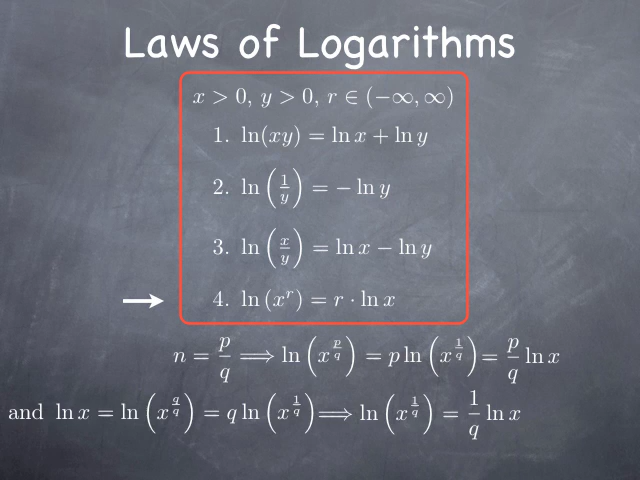 Laws of Logarithms
x > 0, y > 0, r ∈ (−∞, ∞)
1. ln(xy) = ln x + ln y
2. ln(1/y) = − ln y
3. ln(x/y) = ln x − ln y
4. ln(x^r) = r · ln x
n = p/q ⟹ ln(x^(p/q)) = p ln(x^(1/q)) = p/q ln x
and ln x = ln(x^(q/q)) = q ln(x^(1/q)) ⟹ ln(x^(1/q)) = 1/q ln x